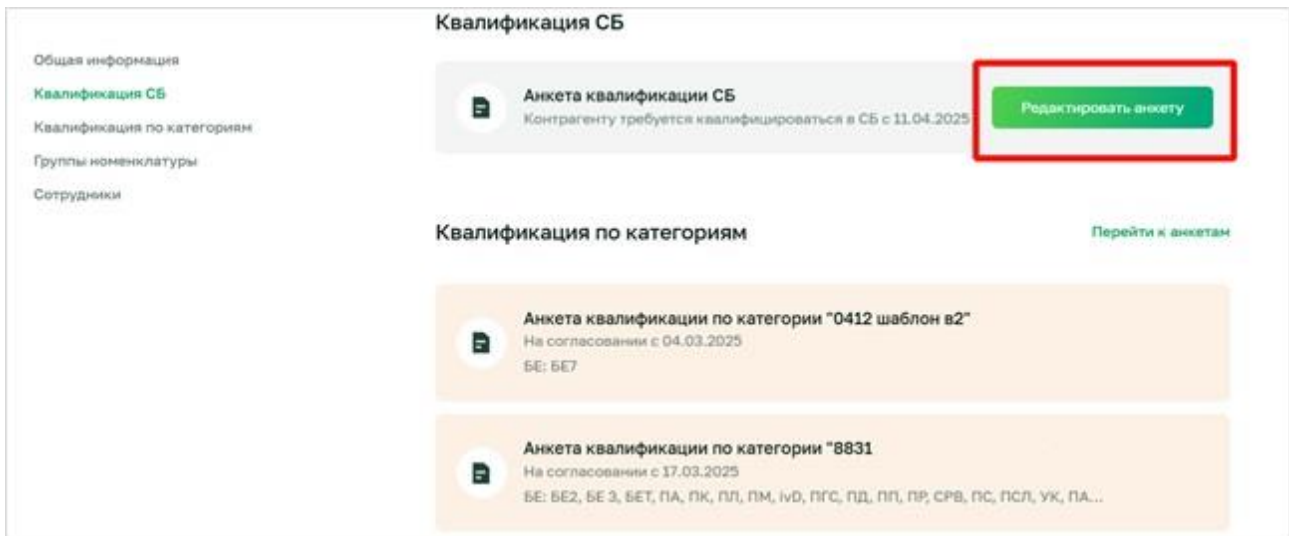 Квалификация СБ
Общая информация
Квалификация СБ
Квалификация по категориям
Группы номенклатуры
Сотрудники
Анкета квалификации СБ
Контрагенту требуется квалифицироваться в СБ с 11.04.2025
Редактировать анкету
Квалификация по категориям
Перейти к анкетам
Анкета квалификации по категории "0412 шаблон в2"
На согласовании с 04.03.2025
БЕ: БЕ7
Анкета квалификации по категории "8831
На согласовании с 17.03.2025
БЕ: БЕ2, БЕ 3, БЕТ, ПА, ПК, ПЛ, ПМ, ivD, ПГС, ПД, ПП, ПР, СРВ, ПС, ПСЛ, УК, ПА...